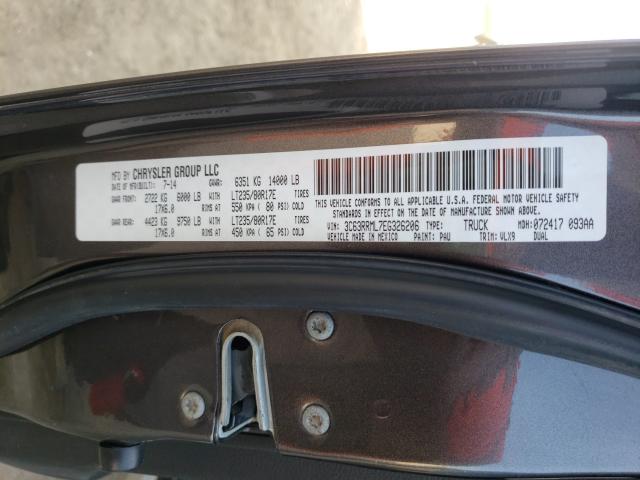 MFD BY CHRYSLER GROUP LLC
DATE OF MFR(BUILT): 7-14 GVWR: 6351 KG 14000 LB
GAWR FRONT: 2722 KG 6000 LB WITH LT235/80R17E TIRES
17X6.0 RIMS AT 550 KPA ( 80 PSI) COLD
GAWR REAR: 4423 KG 9750 LB WITH LT235/80R17E TIRES
17X6.0 RIMS AT 450 KPA ( 65 PSI) COLD
THIS VEHICLE CONFORMS TO ALL APPLICABLE U.S.A. FEDERAL MOTOR VEHICLE SAFETY
STANDARDS IN EFFECT ON THE DATE OF MANUFACTURE SHOWN ABOVE.
VIN: 3C63RRML7EG326206 TYPE: TRUCK MDH: 072417 093AA
VEHICLE MADE IN MEXICO PAINT: PAU TRIM: VLX9 DUAL